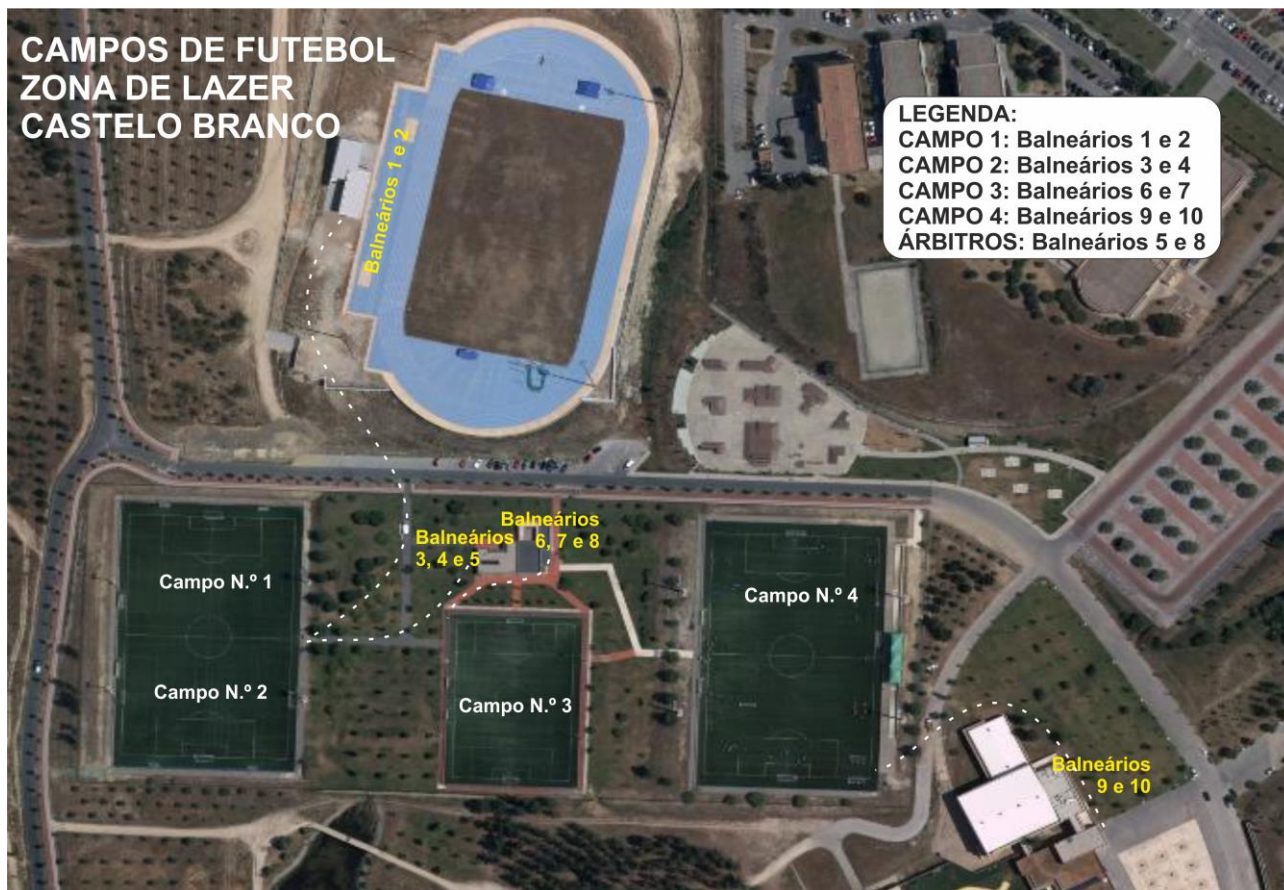 CAMPOS DE FUTEBOL
ZONA DE LAZER
CASTELO BRANCO
LEGENDA:
CAMPO 1: Balneários 1 e 2
CAMPO 2: Balneários 3 e 4
CAMPO 3: Balneários 6 e 7
CAMPO 4: Balneários 9 e 10
ÁRBITROS: Balneários 5 e 8
Balneários 1 e 2
Balneários
3, 4 e 5
Balneários
6, 7 e 8
Campo N.º 1
Campo N.º 2
Campo N.º 3
Campo N.º 4
Balneários
9 e 10